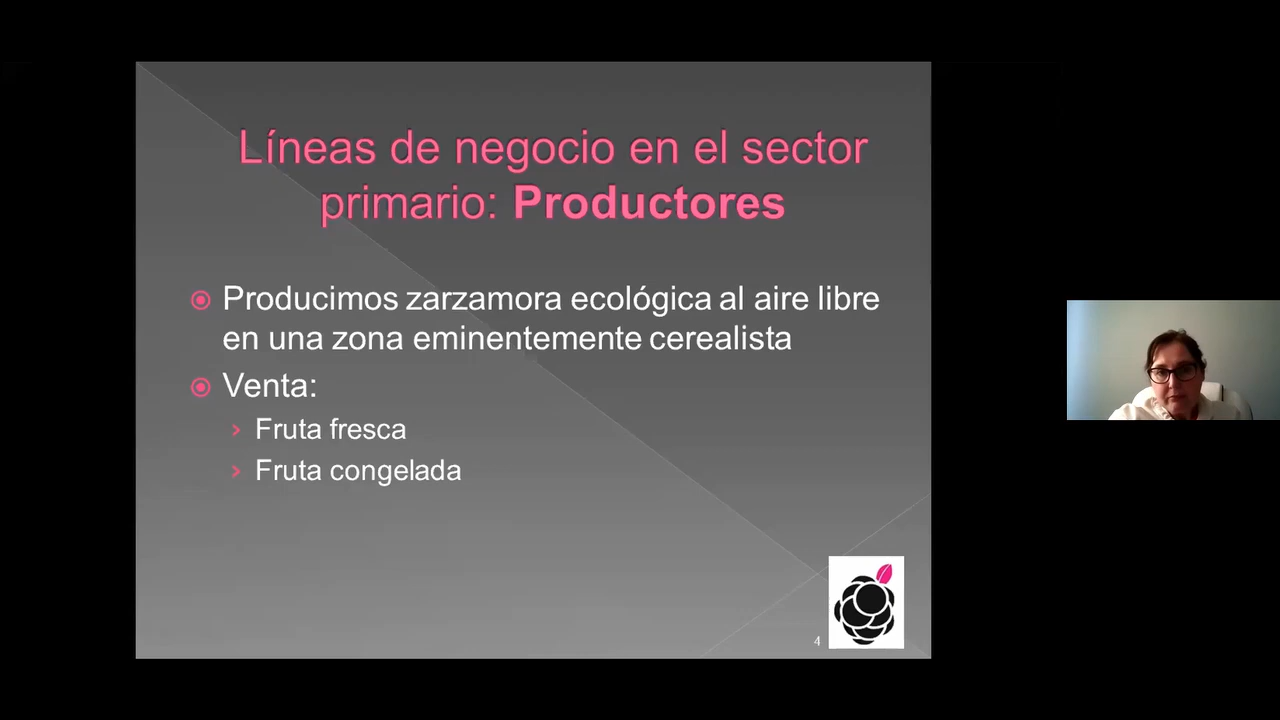 Líneas de negocio en el sector
primario: Productores
Producimos zarzamora ecológica al aire libre
en una zona eminentemente cerealista
Venta:
Fruta fresca
Fruta congelada
4